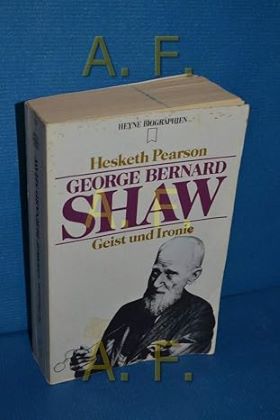 A. F.
HEYNE BIOGRAPHIEN
Hesketh Pearson
GEORGE BERNARD
SHAW
A. F.
Geist und Ironie
A. F.